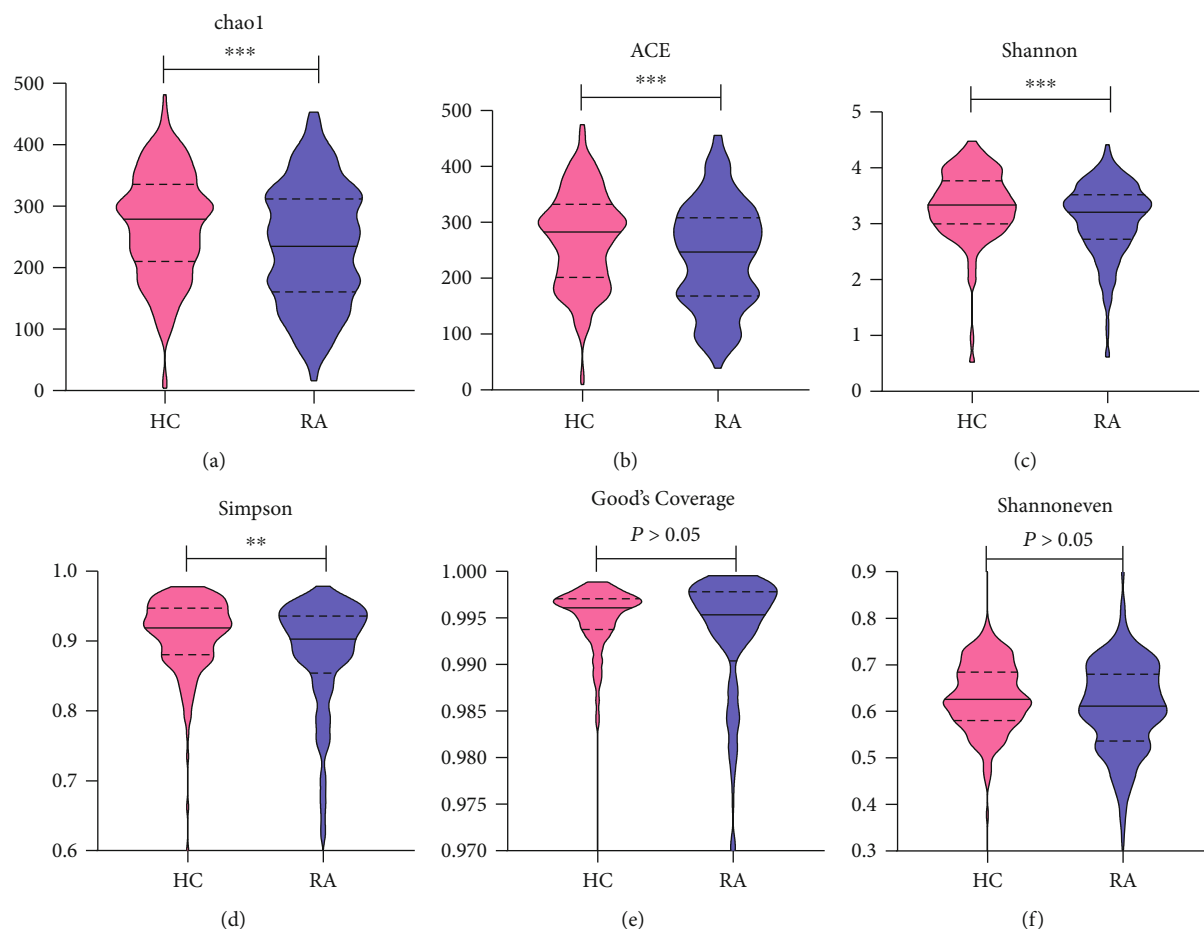 chao1
***
500
400
300
200
100
0
HC
RA
(a)
ACE
***
500
400
300
200
100
0
HC
RA
(b)
Shannon
***
5
4
3
2
1
0
HC
RA
(c)
Simpson
**
1.0
0.9
0.8
0.7
0.6
HC
RA
(d)
Good's Coverage
P > 0.05
1.000
0.995
0.990
0.985
0.980
0.975
0.970
HC
RA
(e)
Shannoneven
P > 0.05
0.9
0.8
0.7
0.6
0.5
0.4
0.3
HC
RA
(f)